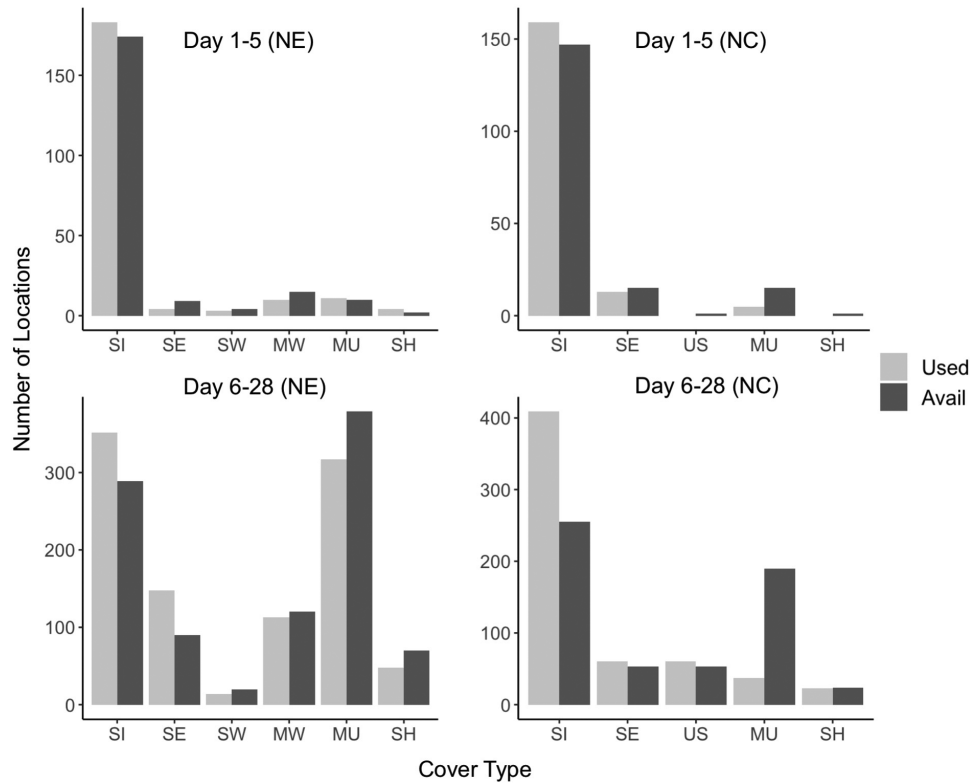 Day 1-5 (NE)
150
100
50
0
SI SE SW MW MU SH
Day 1-5 (NC)
150
100
50
0
SI SE US MU SH
Number of Locations
Used
Avail
Day 6-28 (NE)
300
200
100
0
SI SE SW MW MU SH
Day 6-28 (NC)
400
300
200
100
0
SI SE US MU SH
Cover Type